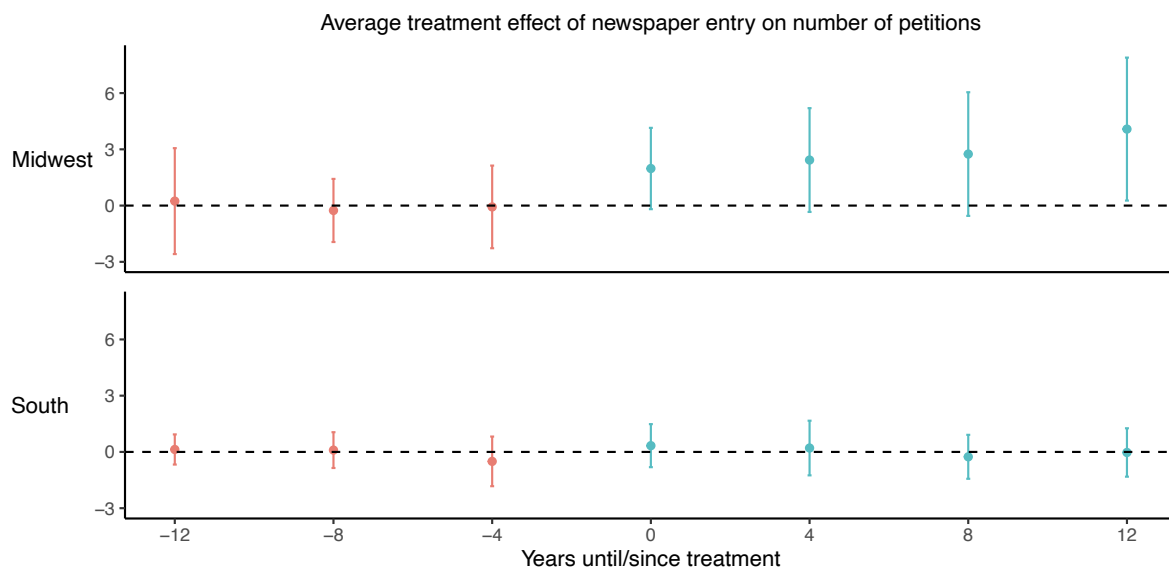 Average treatment effect of newspaper entry on number of petitions
6
3
0
−3
Midwest
6
3
0
−3
South
−12 −8 −4 0 4 8 12
Years until/since treatment